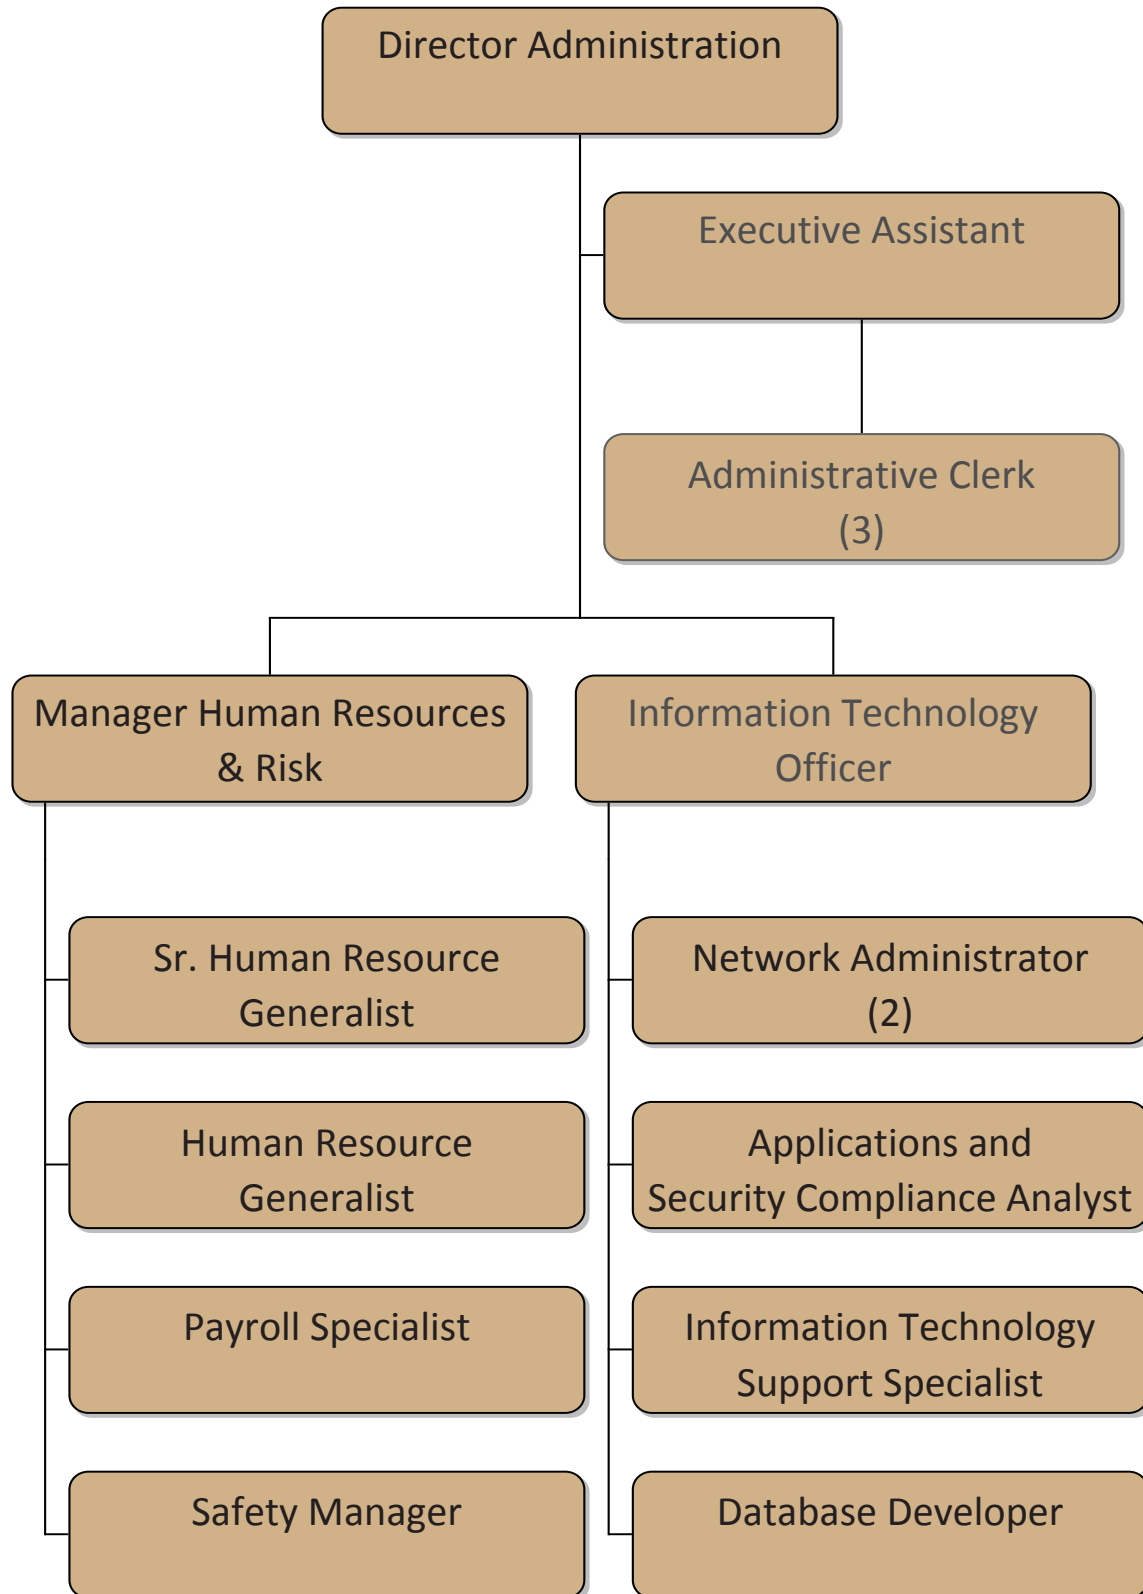 Director Administration
Executive Assistant
Administrative Clerk
(3)
Manager Human Resources
& Risk
Information Technology
Officer
Sr. Human Resource
Generalist
Network Administrator
(2)
Human Resource
Generalist
Applications and
Security Compliance Analyst
Payroll Specialist
Information Technology
Support Specialist
Safety Manager
Database Developer